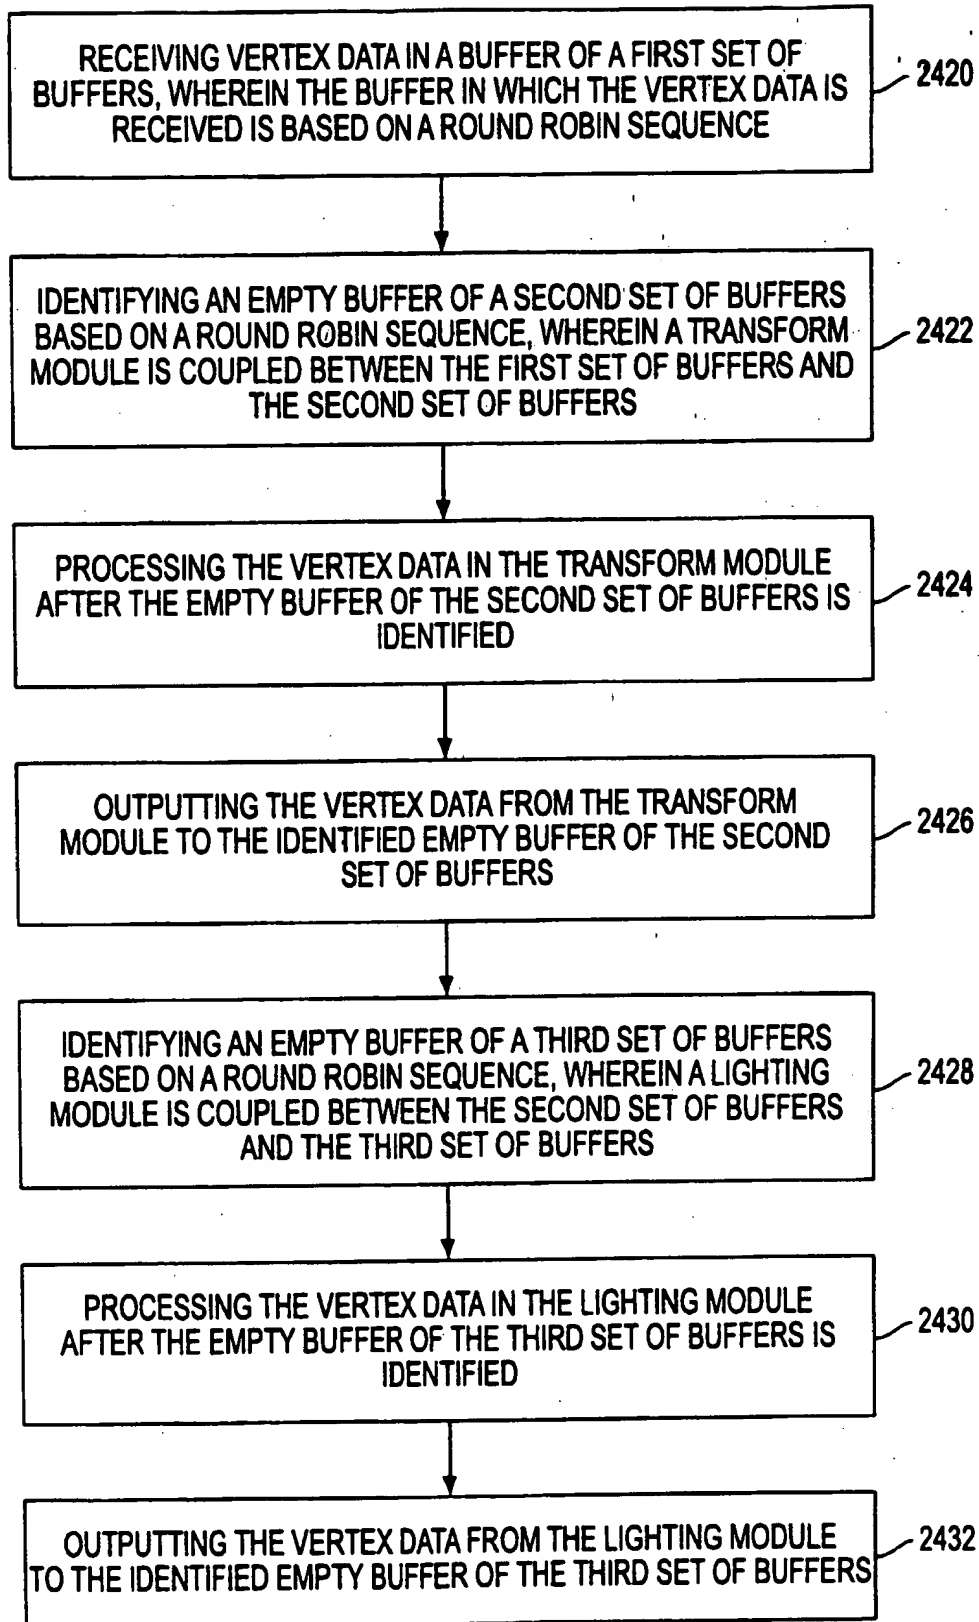 RECEIVING VERTEX DATA IN A BUFFER OF A FIRST SET OF
BUFFERS, WHEREIN THE BUFFER IN WHICH THE VERTEX DATA IS
RECEIVED IS BASED ON A ROUND ROBIN SEQUENCE
2420
IDENTIFYING AN EMPTY BUFFER OF A SECOND SET OF BUFFERS
BASED ON A ROUND ROBIN SEQUENCE, WHEREIN A TRANSFORM
MODULE IS COUPLED BETWEEN THE FIRST SET OF BUFFERS AND
THE SECOND SET OF BUFFERS
2422
PROCESSING THE VERTEX DATA IN THE TRANSFORM MODULE
AFTER THE EMPTY BUFFER OF THE SECOND SET OF BUFFERS IS
IDENTIFIED
2424
OUTPUTTING THE VERTEX DATA FROM THE TRANSFORM
MODULE TO THE IDENTIFIED EMPTY BUFFER OF THE SECOND
SET OF BUFFERS
2426
IDENTIFYING AN EMPTY BUFFER OF A THIRD SET OF BUFFERS
BASED ON A ROUND ROBIN SEQUENCE, WHEREIN A LIGHTING
MODULE IS COUPLED BETWEEN THE SECOND SET OF BUFFERS
AND THE THIRD SET OF BUFFERS
2428
PROCESSING THE VERTEX DATA IN THE LIGHTING MODULE
AFTER THE EMPTY BUFFER OF THE THIRD SET OF BUFFERS IS
IDENTIFIED
2430
OUTPUTTING THE VERTEX DATA FROM THE LIGHTING MODULE
TO THE IDENTIFIED EMPTY BUFFER OF THE THIRD SET OF BUFFERS
2432